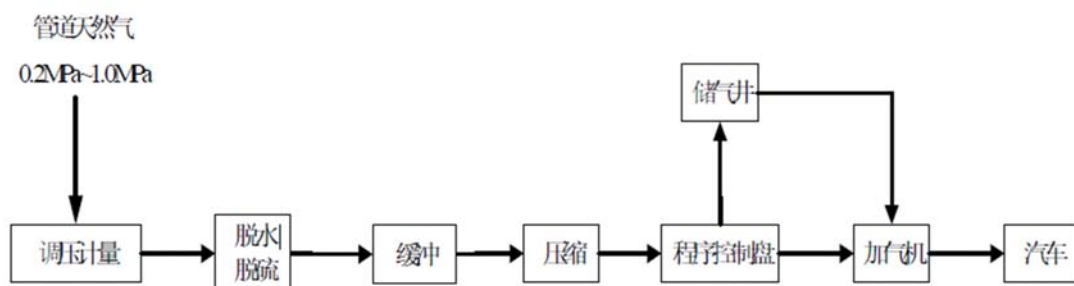 管道天然气
0.2MPa~1.0MPa
储气井
调压计量
脱水
脱硫
缓冲
压缩
程序控制盘
加气机
汽车